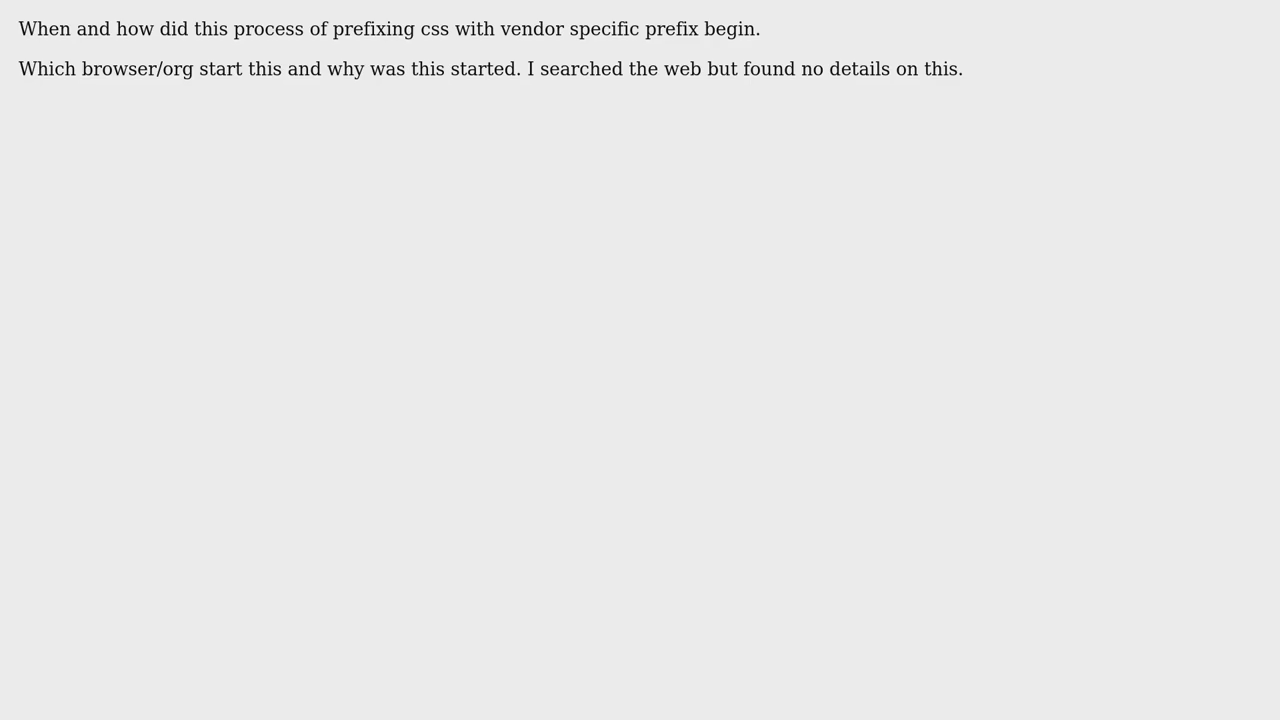 When and how did this process of prefixing css with vendor specific prefix begin.
Which browser/org start this and why was this started. I searched the web but found no details on this.